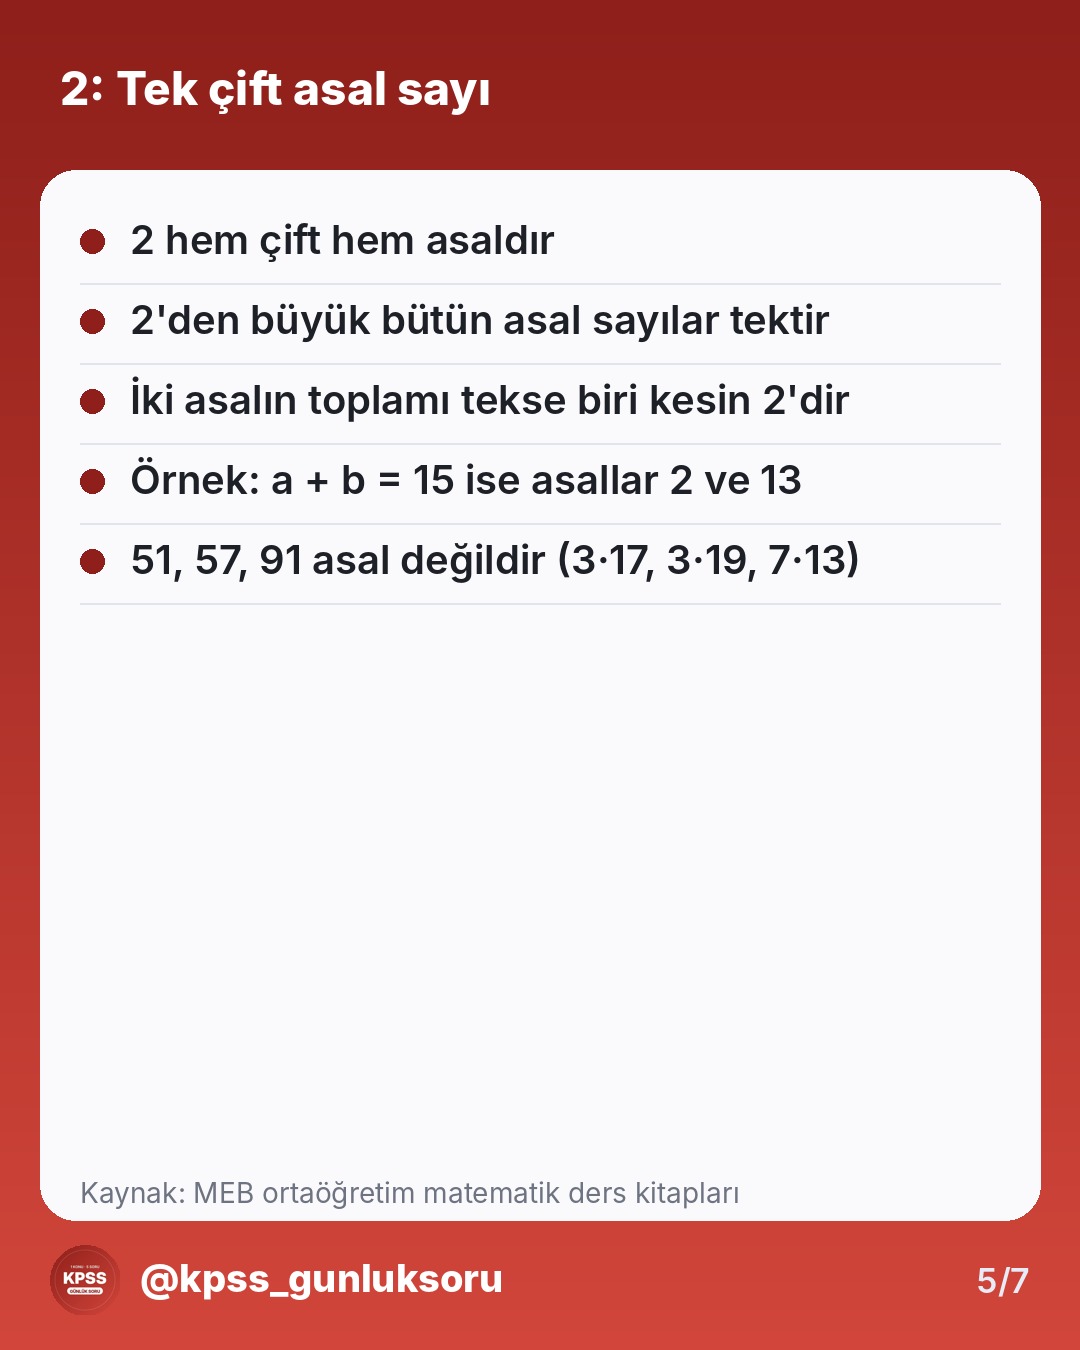 2: Tek çift asal sayı
2 hem çift hem asaldır
2'den büyük bütün asal sayılar tektir
İki asalın toplamı tekse biri kesin 2'dir
Örnek: a + b = 15 ise asallar 2 ve 13
51, 57, 91 asal değildir (3·17, 3·19, 7·13)
Kaynak: MEB ortaöğretim matematik ders kitapları
KPSS
GÜNLÜK SORU
@kpss_gunluksoru
5/7